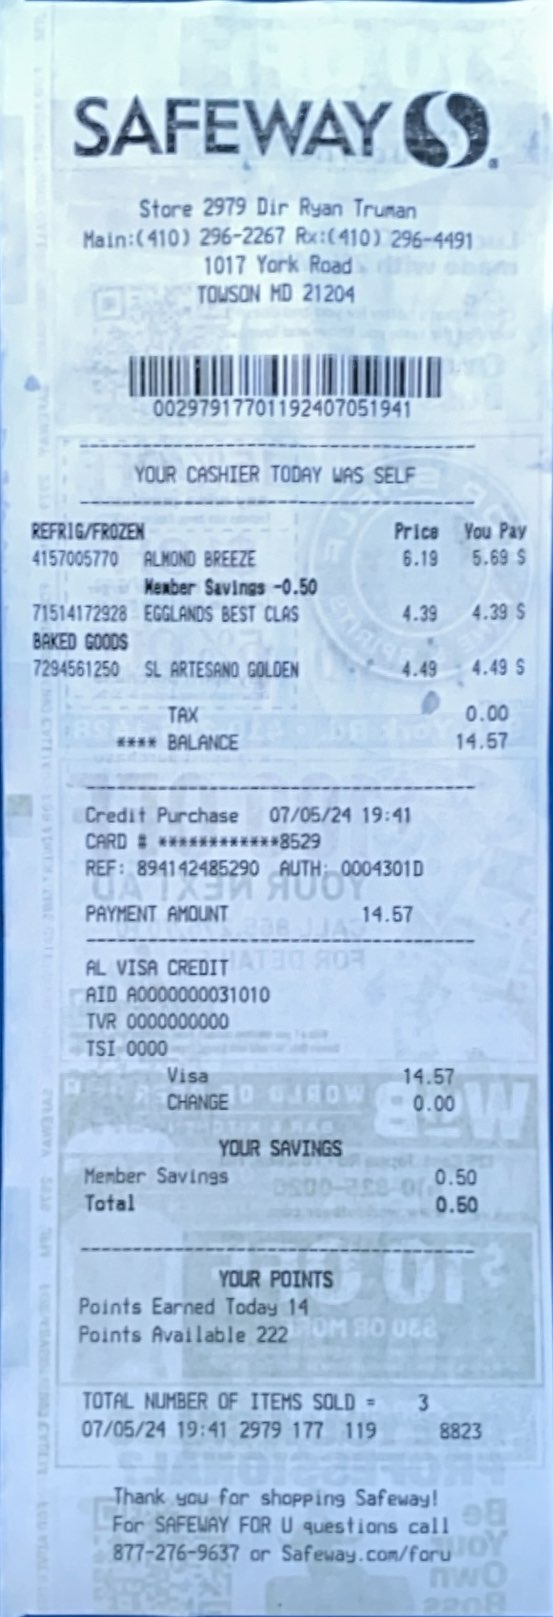 SAFEWAY
Store 2979 Dir Ryan Truman
Main:(410) 296-2267 Rx:(410) 296-4491
1017 York Road
TOWSON MD 21204
00297917701192407051941
YOUR CASHIER TODAY WAS SELF
REFRIG/FROZEN Price You Pay
4157005770 ALMOND BREEZE 6.19 5.69 S
Member Savings -0.50
71514172928 EGGLANDS BEST CLAS 4.39 4.39 S
BAKED GOODS
7294561250 SL ARTESANO GOLDEN 4.49 4.49 S
TAX 0.00
**** BALANCE 14.57
Credit Purchase 07/05/24 19:41
CARD # ************8529
REF: 894142485290 AUTH: 0004301D
PAYMENT AMOUNT 14.57
AL VISA CREDIT
AID A0000000031010
TVR 0000000000
TSI 0000
Visa 14.57
CHANGE 0.00
YOUR SAVINGS
Member Savings 0.50
Total 0.50
YOUR POINTS
Points Earned Today 14
Points Available 222
TOTAL NUMBER OF ITEMS SOLD = 3
07/05/24 19:41 2979 177 119 8823
Thank you for shopping Safeway!
For SAFEWAY FOR U questions call
877-276-9637 or Safeway.com/foru